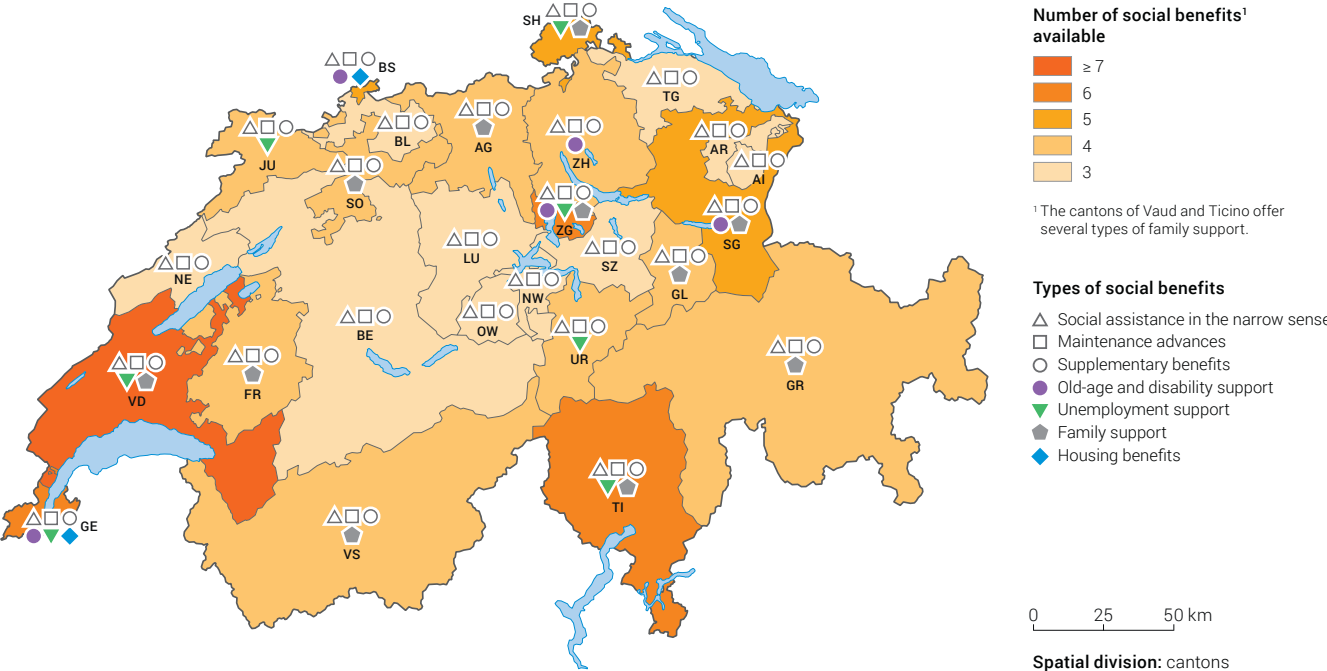 SH
BS
TG
BL
AG
JU
ZH
AR
AI
SO
ZG
SG
NE
LU
SZ
NW
GL
OW
BE
UR
VD
FR
GR
TI
GE
VS
Number of social benefits¹
available
≥ 7
6
5
4
3
¹ The cantons of Vaud and Ticino offer
several types of family support.
Types of social benefits
Social assistance in the narrow sense
Maintenance advances
Supplementary benefits
Old-age and disability support
Unemployment support
Family support
Housing benefits
0 25 50 km
Spatial division: cantons